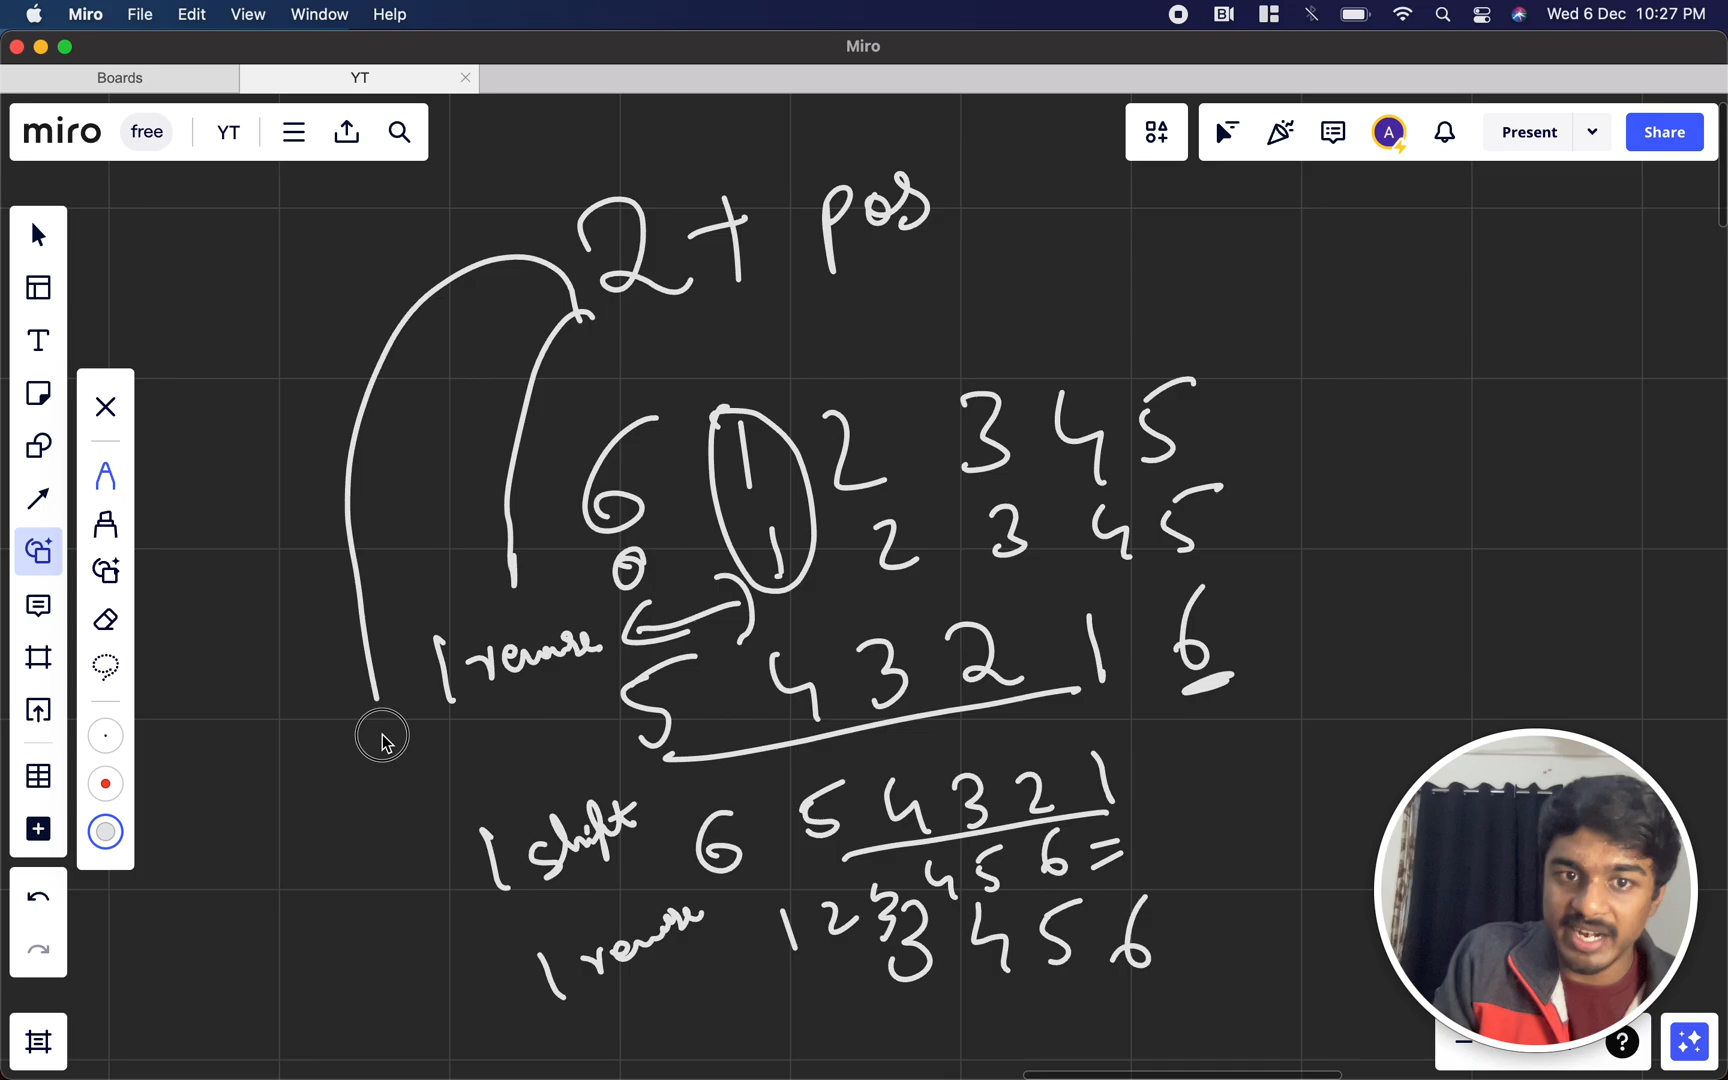 Miro File Edit View Window Help
Wed 6 Dec 10:27 PM
Miro
Boards
YT
miro free YT
Present
Share
2 + pos
6 1 2 3 4 5
0 1 2 3 4 5
1 reverse
5 4 3 2 1 6
1 shift 6 5 4 3 2 1
4 5 6 =
1 reverse 1 2 3 3 4 5 6
A
?